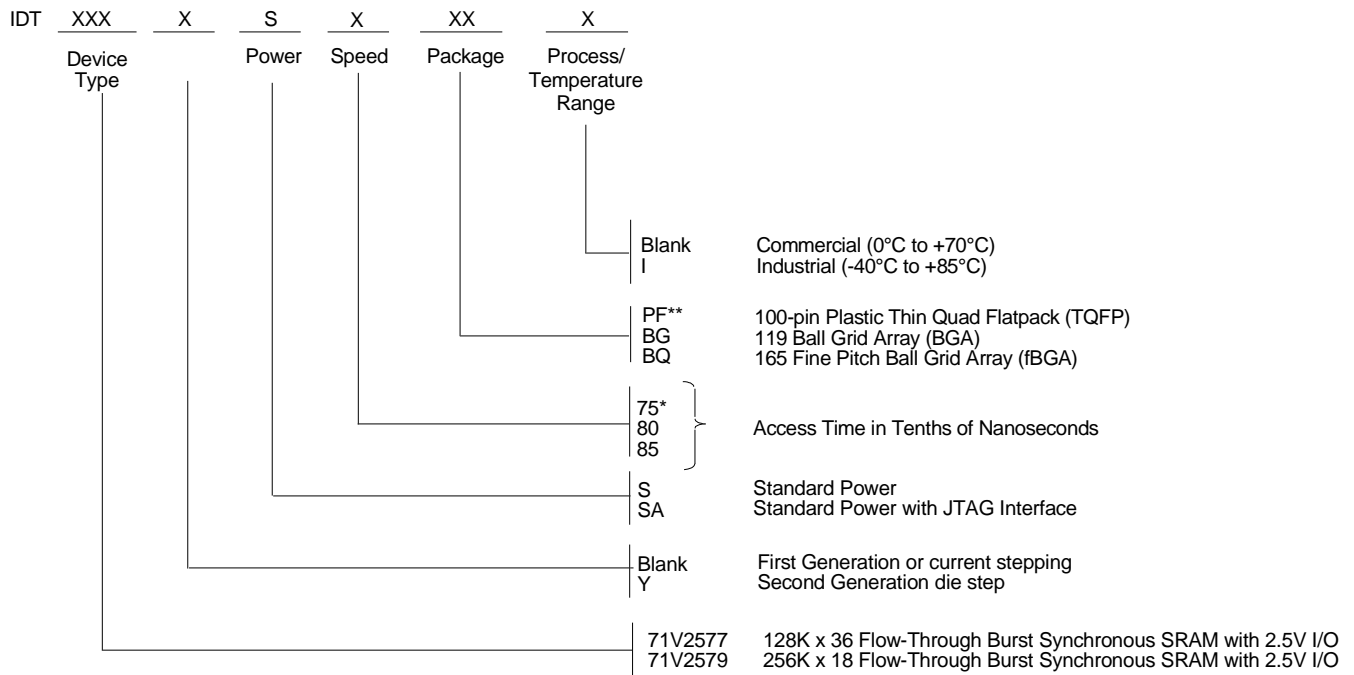 IDT XXX X S X XX X
Device Type Power Speed Package Process/ Temperature Range
Blank Commercial (0°C to +70°C)
I Industrial (-40°C to +85°C)
PF** 100-pin Plastic Thin Quad Flatpack (TQFP)
BG 119 Ball Grid Array (BGA)
BQ 165 Fine Pitch Ball Grid Array (fBGA)
75*
80 Access Time in Tenths of Nanoseconds
85
S Standard Power
SA Standard Power with JTAG Interface
Blank First Generation or current stepping
Y Second Generation die step
71V2577 128K x 36 Flow-Through Burst Synchronous SRAM with 2.5V I/O
71V2579 256K x 18 Flow-Through Burst Synchronous SRAM with 2.5V I/O